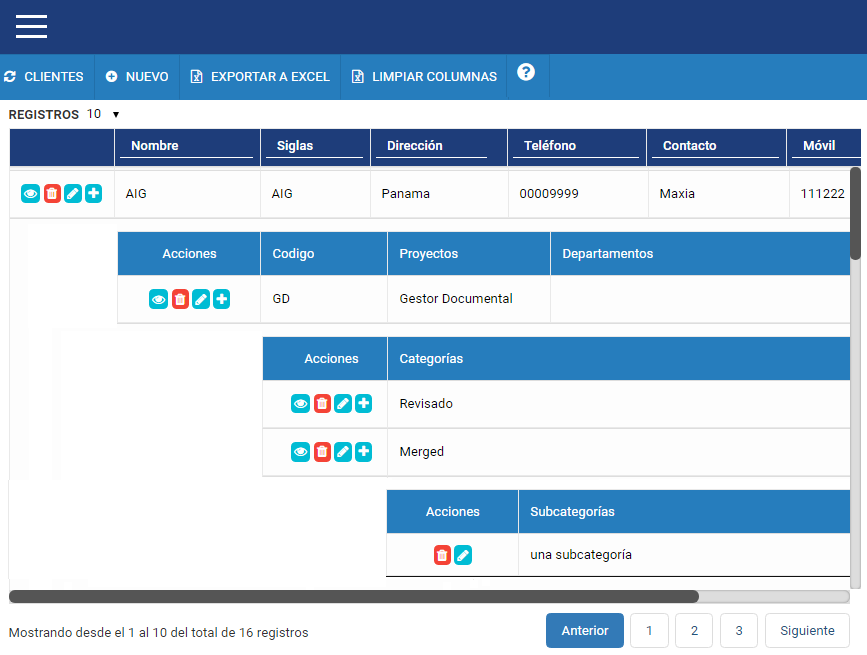 CLIENTES NUEVO EXPORTAR A EXCEL LIMPIAR COLUMNAS ?
REGISTROS 10
Nombre Siglas Dirección Teléfono Contacto Móvil
AIG AIG Panama 00009999 Maxia 111222
Acciones Codigo Proyectos Departamentos
GD Gestor Documental
Acciones Categorías
Revisado
Merged
Acciones Subcategorías
una subcategoría
Mostrando desde el 1 al 10 del total de 16 registros Anterior 1 2 3 Siguiente